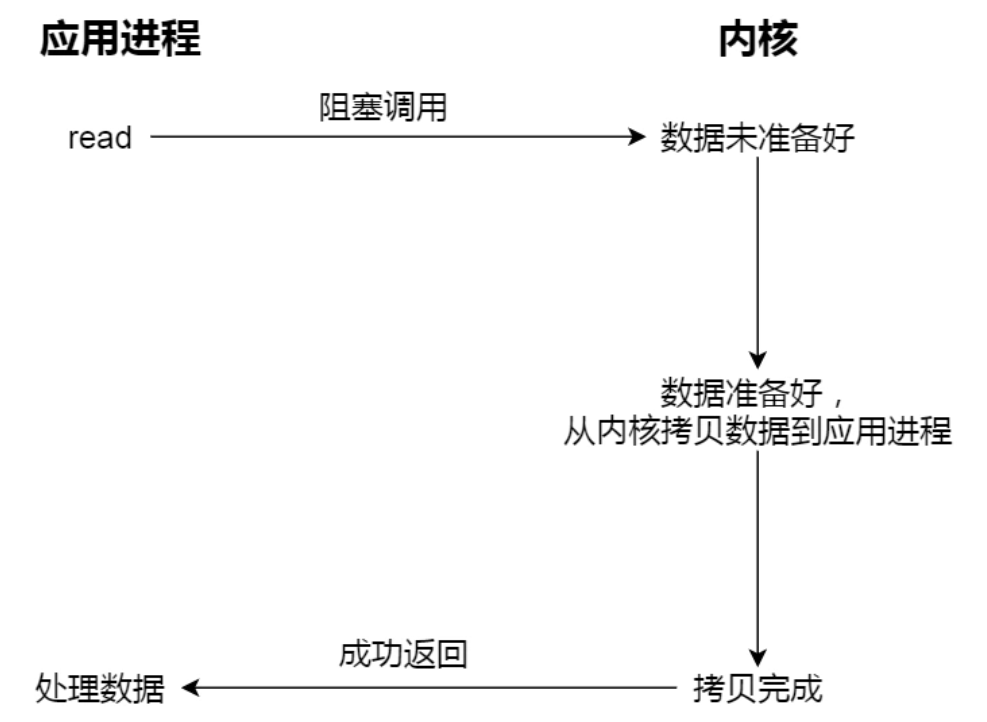 应用进程
内核
阻塞调用
read
数据未准备好
数据准备好，
从内核拷贝数据到应用进程
成功返回
处理数据
拷贝完成